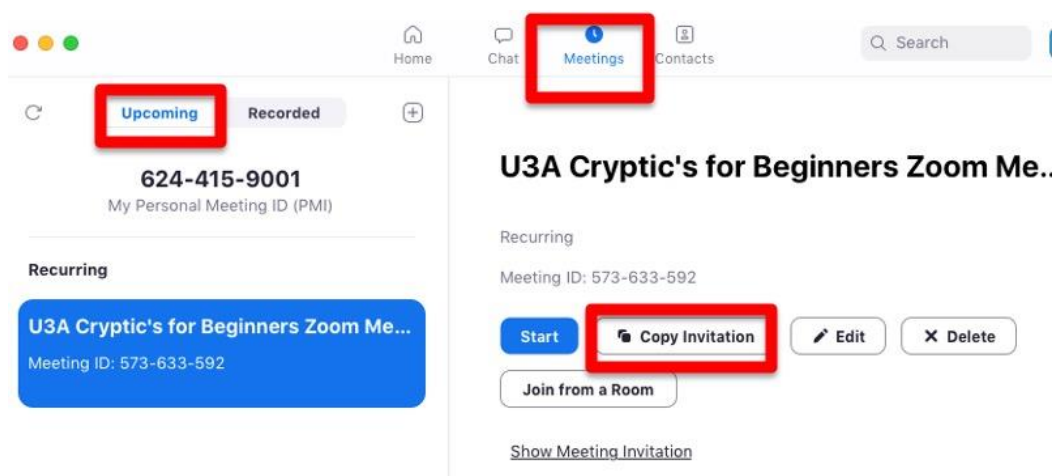 Home
Chat
Meetings
Contacts
Search
Upcoming
Recorded
624-415-9001
My Personal Meeting ID (PMI)
Recurring
U3A Cryptic's for Beginners Zoom Me...
Meeting ID: 573-633-592
U3A Cryptic's for Beginners Zoom Me..
Recurring
Meeting ID: 573-633-592
Start
Copy Invitation
Edit
Delete
Join from a Room
Show Meeting Invitation